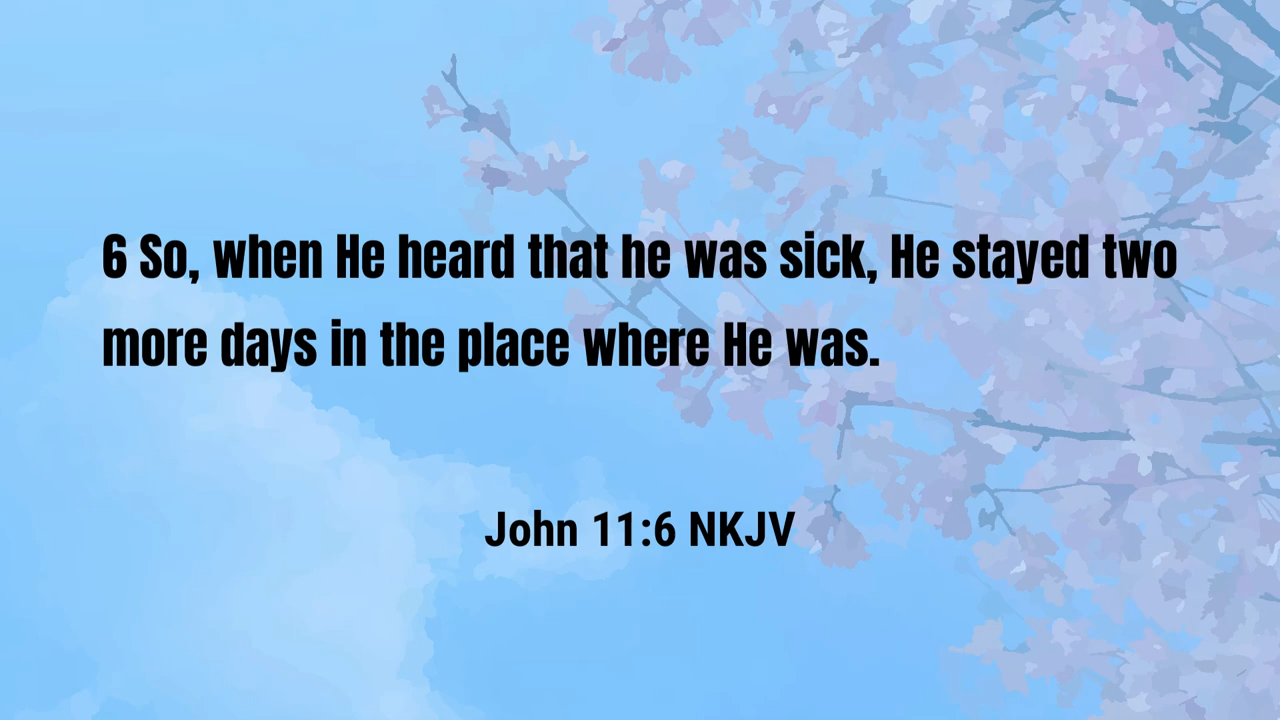 6 So, when He heard that he was sick, He stayed two
more days in the place where He was.
John 11:6 NKJV